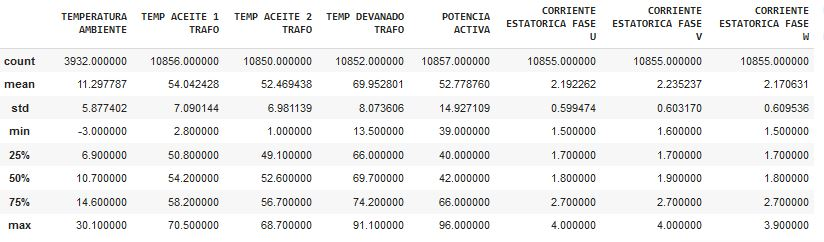 TEMPERATURA AMBIENTE TEMP ACEITE 1 TRAFO TEMP ACEITE 2 TRAFO TEMP DEVANADO TRAFO POTENCIA ACTIVA CORRIENTE ESTATORICA FASE U CORRIENTE ESTATORICA FASE V CORRIENTE ESTATORICA FASE W
count 3932.000000 10856.000000 10850.000000 10852.000000 10857.000000 10855.000000 10855.000000 10855.000000
mean 11.297787 54.042428 52.469438 69.952801 52.778760 2.192262 2.235237 2.170631
std 5.877402 7.090144 6.981139 8.073606 14.927109 0.599474 0.603170 0.609536
min -3.000000 2.800000 1.000000 13.500000 39.000000 1.500000 1.600000 1.500000
25% 6.900000 50.800000 49.100000 66.000000 40.000000 1.700000 1.700000 1.700000
50% 10.700000 54.200000 52.600000 69.700000 42.000000 1.800000 1.900000 1.800000
75% 14.600000 58.200000 56.700000 74.200000 66.000000 2.700000 2.700000 2.700000
max 30.100000 70.500000 68.700000 91.100000 96.000000 4.000000 4.000000 3.900000